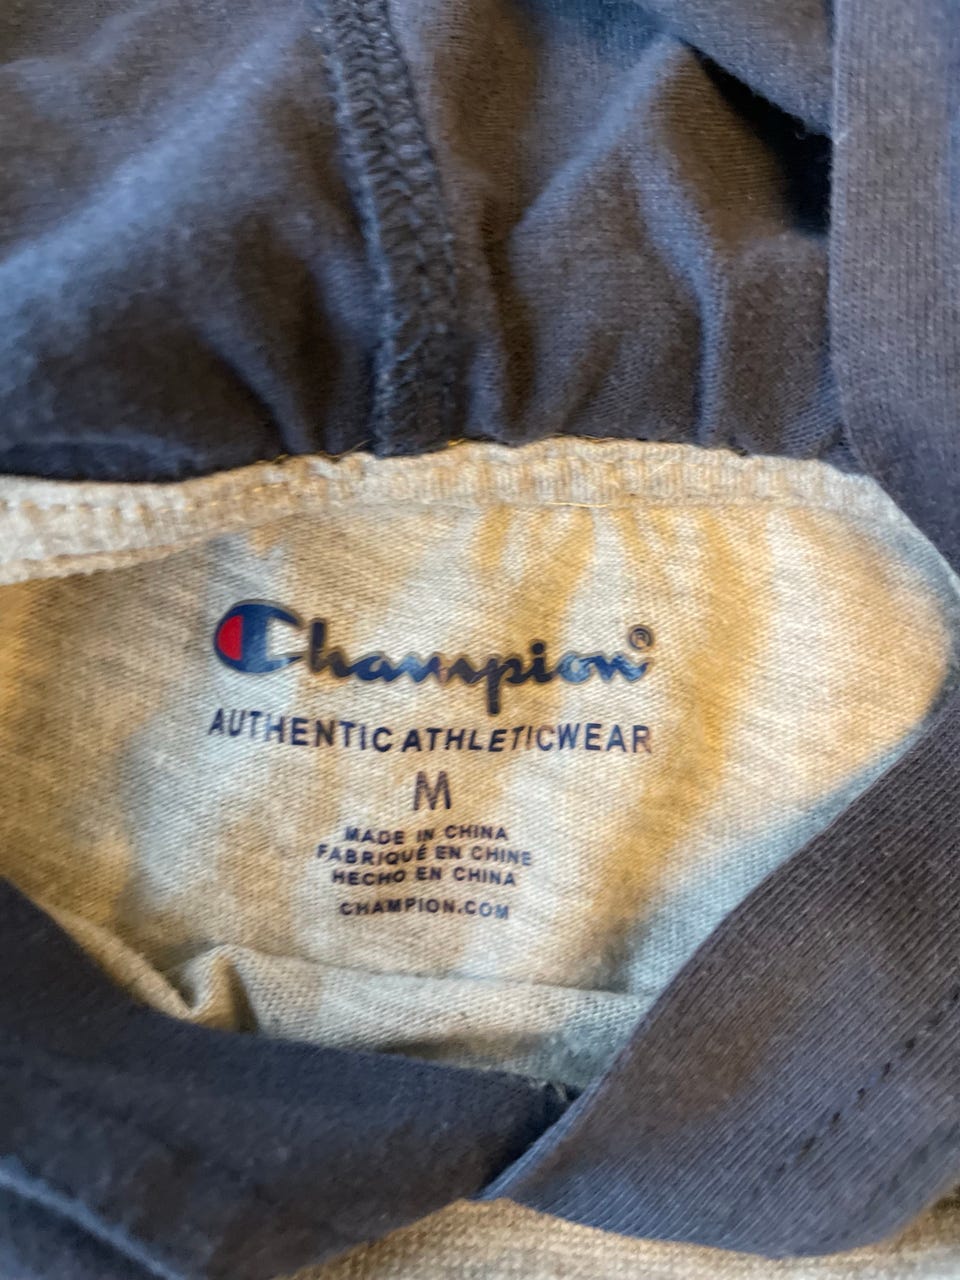 Champion®
AUTHENTIC ATHLETICWEAR
M
MADE IN CHINA
FABRIQUÉ EN CHINE
HECHO EN CHINA
CHAMPION.COM